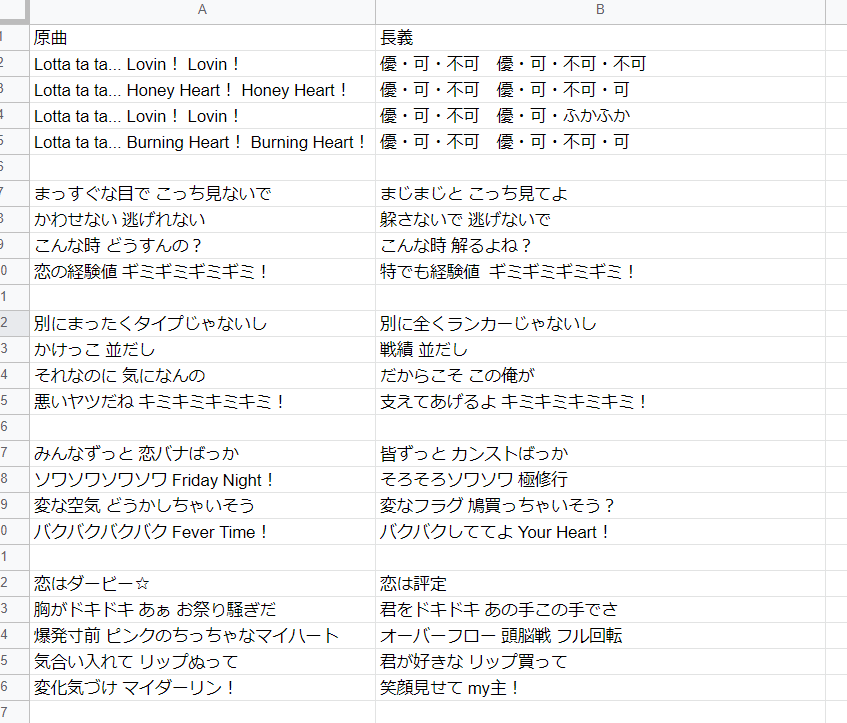 A B
1 原曲 長義
2 Lotta ta ta... Lovin！ Lovin！ 優・可・不可　優・可・不可・不可
3 Lotta ta ta... Honey Heart！ Honey Heart！ 優・可・不可　優・可・不可・可
4 Lotta ta ta... Lovin！ Lovin！ 優・可・不可　優・可・ふかふか
5 Lotta ta ta... Burning Heart！ Burning Heart！ 優・可・不可　優・可・不可・可
6
7 まっすぐな目で こっち見ないで まじまじと こっち見てよ
8 かわせない 逃げれない 躱さないで 逃げないで
9 こんな時 どうすんの？ こんな時 解るよね？
0 恋の経験値 ギミギミギミギミ！ 特でも経験値 ギミギミギミギミ！
1
2 別にまったくタイプじゃないし 別に全くランカーじゃないし
3 かけっこ 並だし 戦績 並だし
4 それなのに 気になんの だからこそ この俺が
5 悪いヤツだね キミキミキミキミ！ 支えてあげるよ キミキミキミキミ！
6
7 みんなずっと 恋バナばっか 皆ずっと カンストばっか
8 ソワソワソワソワ Friday Night！ そろそろソワソワ 極修行
9 変な空気 どうかしちゃいそう 変なフラグ 鳩買っちゃいそう？
0 バクバクバクバク Fever Time！ バクバクしててよ Your Heart！
1
2 恋はダービー☆ 恋は評定
3 胸がドキドキ あぁ お祭り騒ぎだ 君をドキドキ あの手この手でさ
4 爆発寸前 ピンクのちっちゃなマイハート オーバーフロー 頭脳戦 フル回転
5 気合い入れて リップぬって 君が好きな リップ買って
6 変化気づけ マイダーリン！ 笑顔見せて my主！
7